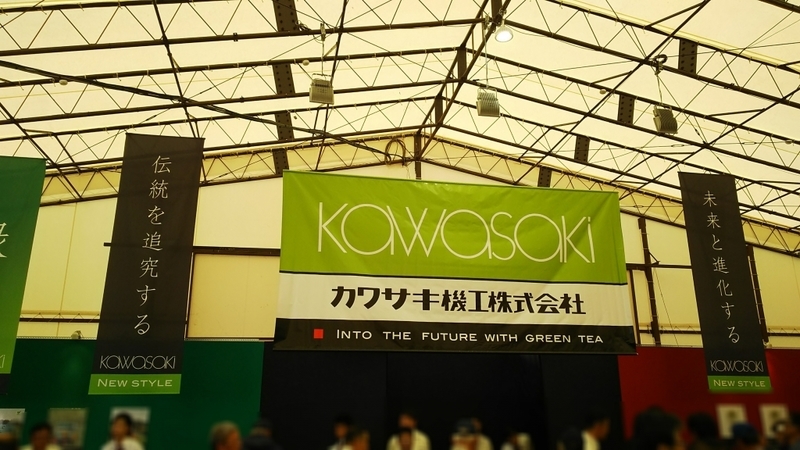 伝統を追究する
KAWASAKI
NEW STYLE
KAWASAKI
カワサキ機工株式会社
INTO THE FUTURE WITH GREEN TEA
未来と進化する
KAWASAKI
NEW STYLE